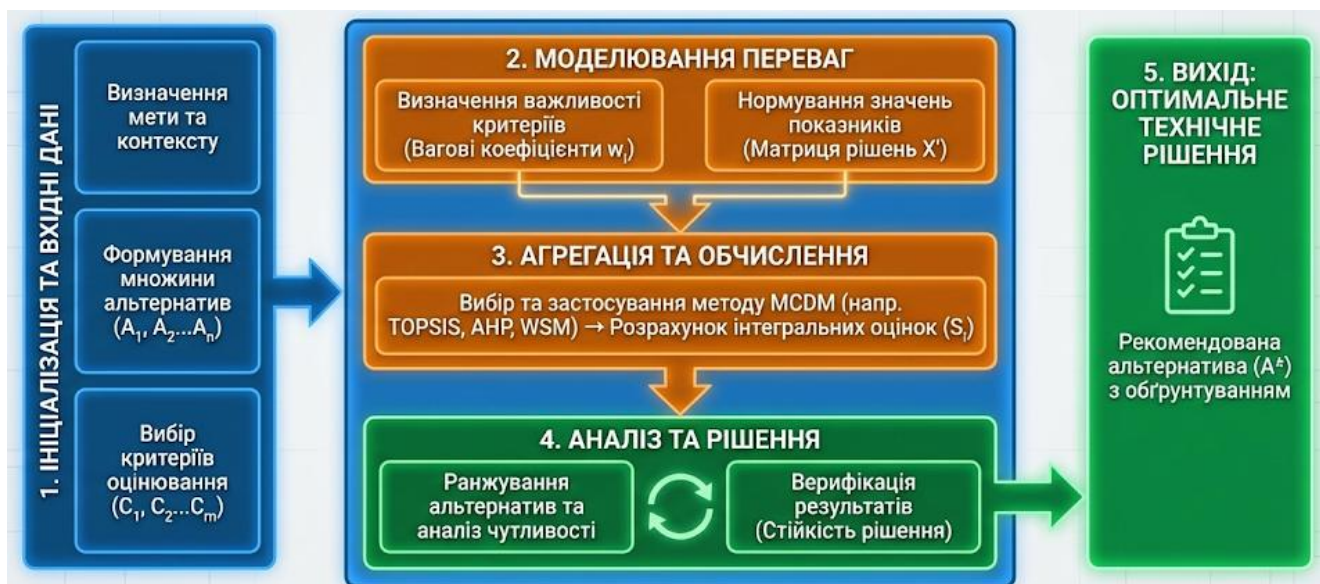 1. ІНІЦІАЛІЗАЦІЯ ТА ВХІДНІ ДАНІ
Визначення
мети та
контексту
Формування
множини
альтернатив
(A₁, A₂...Aₙ)
Вибір
критеріїв
оцінювання
(C₁, C₂...Cₘ)
2. МОДЕЛЮВАННЯ ПЕРЕВАГ
Визначення важливості
критеріїв
(Вагові коефіцієнти wᵢ)
Нормування значень
показників
(Матриця рішень X')
3. АГРЕГАЦІЯ ТА ОБЧИСЛЕННЯ
Вибір та застосування методу MCDM (напр.
TOPSIS, AHP, WSM) → Розрахунок інтегральних оцінок (Sᵢ)
4. АНАЛІЗ ТА РІШЕННЯ
Ранжування
альтернатив та
аналіз чутливості
Верифікація
результатів
(Стійкість рішення)
5. ВИХІД:
ОПТИМАЛЬНЕ
ТЕХНІЧНЕ
РІШЕННЯ
Рекомендована
альтернатива (A*)
з обґрунтуванням